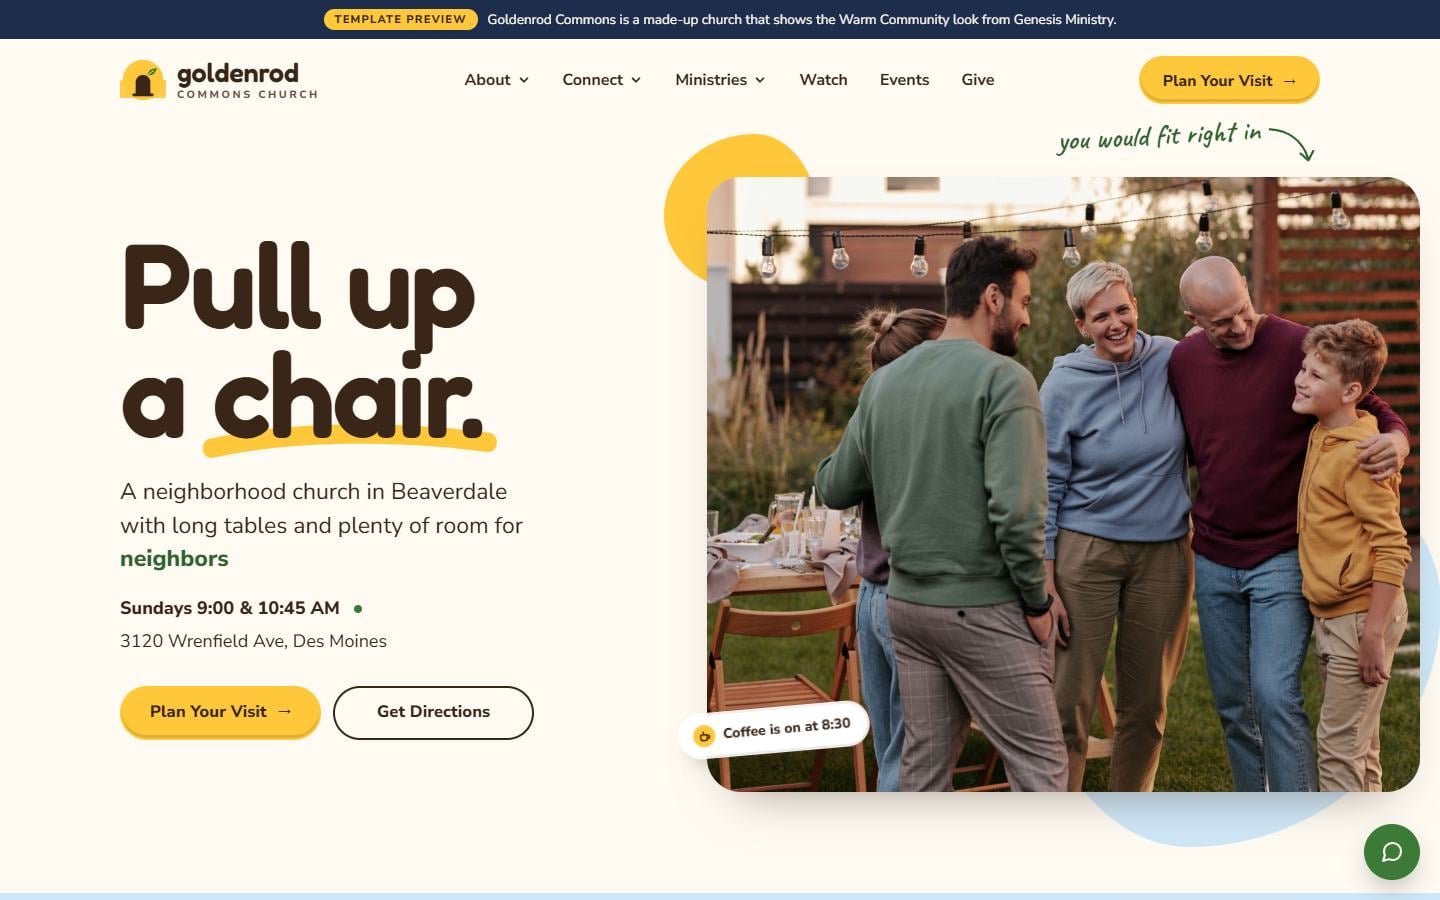 TEMPLATE PREVIEW Goldenrod Commons is a made-up church that shows the Warm Community look from Genesis Ministry.
goldenrod
COMMONS CHURCH
About Connect Ministries Watch Events Give
Plan Your Visit →
you would fit right in
Pull up
a chair.
A neighborhood church in Beaverdale
with long tables and plenty of room for
neighbors
Sundays 9:00 & 10:45 AM
3120 Wrenfield Ave, Des Moines
Plan Your Visit →
Get Directions
Coffee is on at 8:30